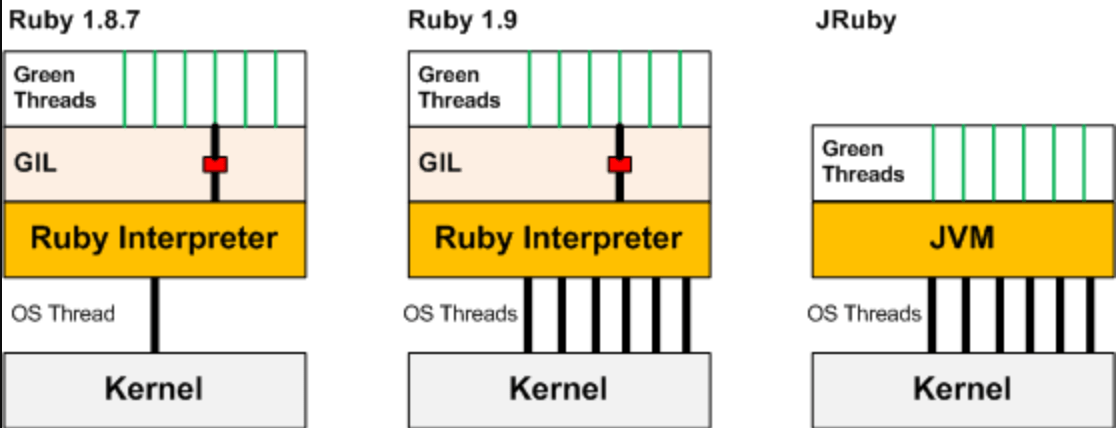 Ruby 1.8.7
Green
Threads
GIL
Ruby Interpreter
OS Thread
Kernel
Ruby 1.9
Green
Threads
GIL
Ruby Interpreter
OS Threads
Kernel
JRuby
Green
Threads
JVM
OS Threads
Kernel